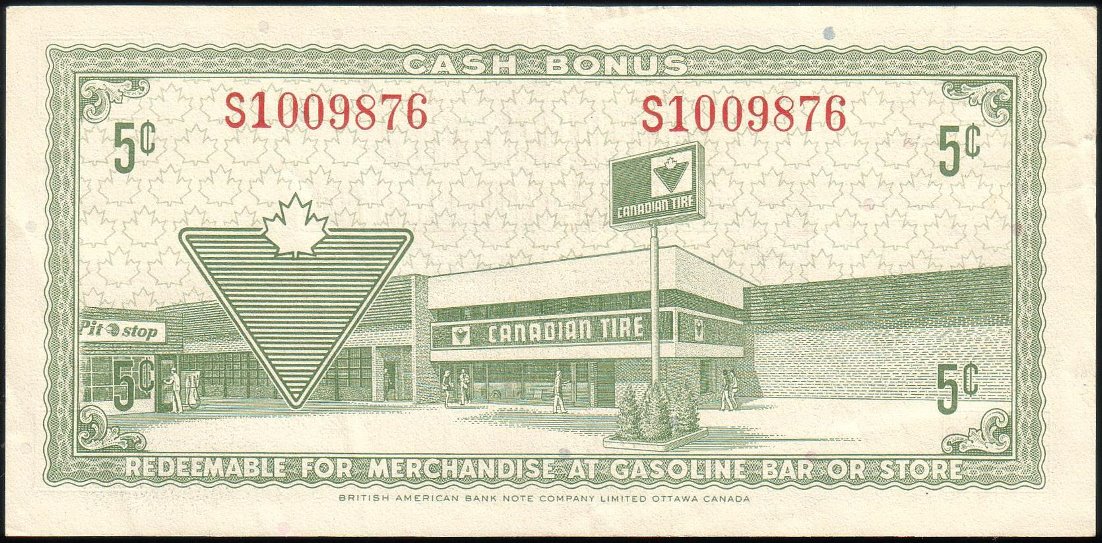 CASH BONUS
S1009876 S1009876
5¢ 5¢
CANADIAN TIRE
Pit stop
CANADIAN TIRE
5¢ 5¢
REDEEMABLE FOR MERCHANDISE AT GASOLINE BAR OR STORE
BRITISH AMERICAN BANK NOTE COMPANY LIMITED OTTAWA CANADA